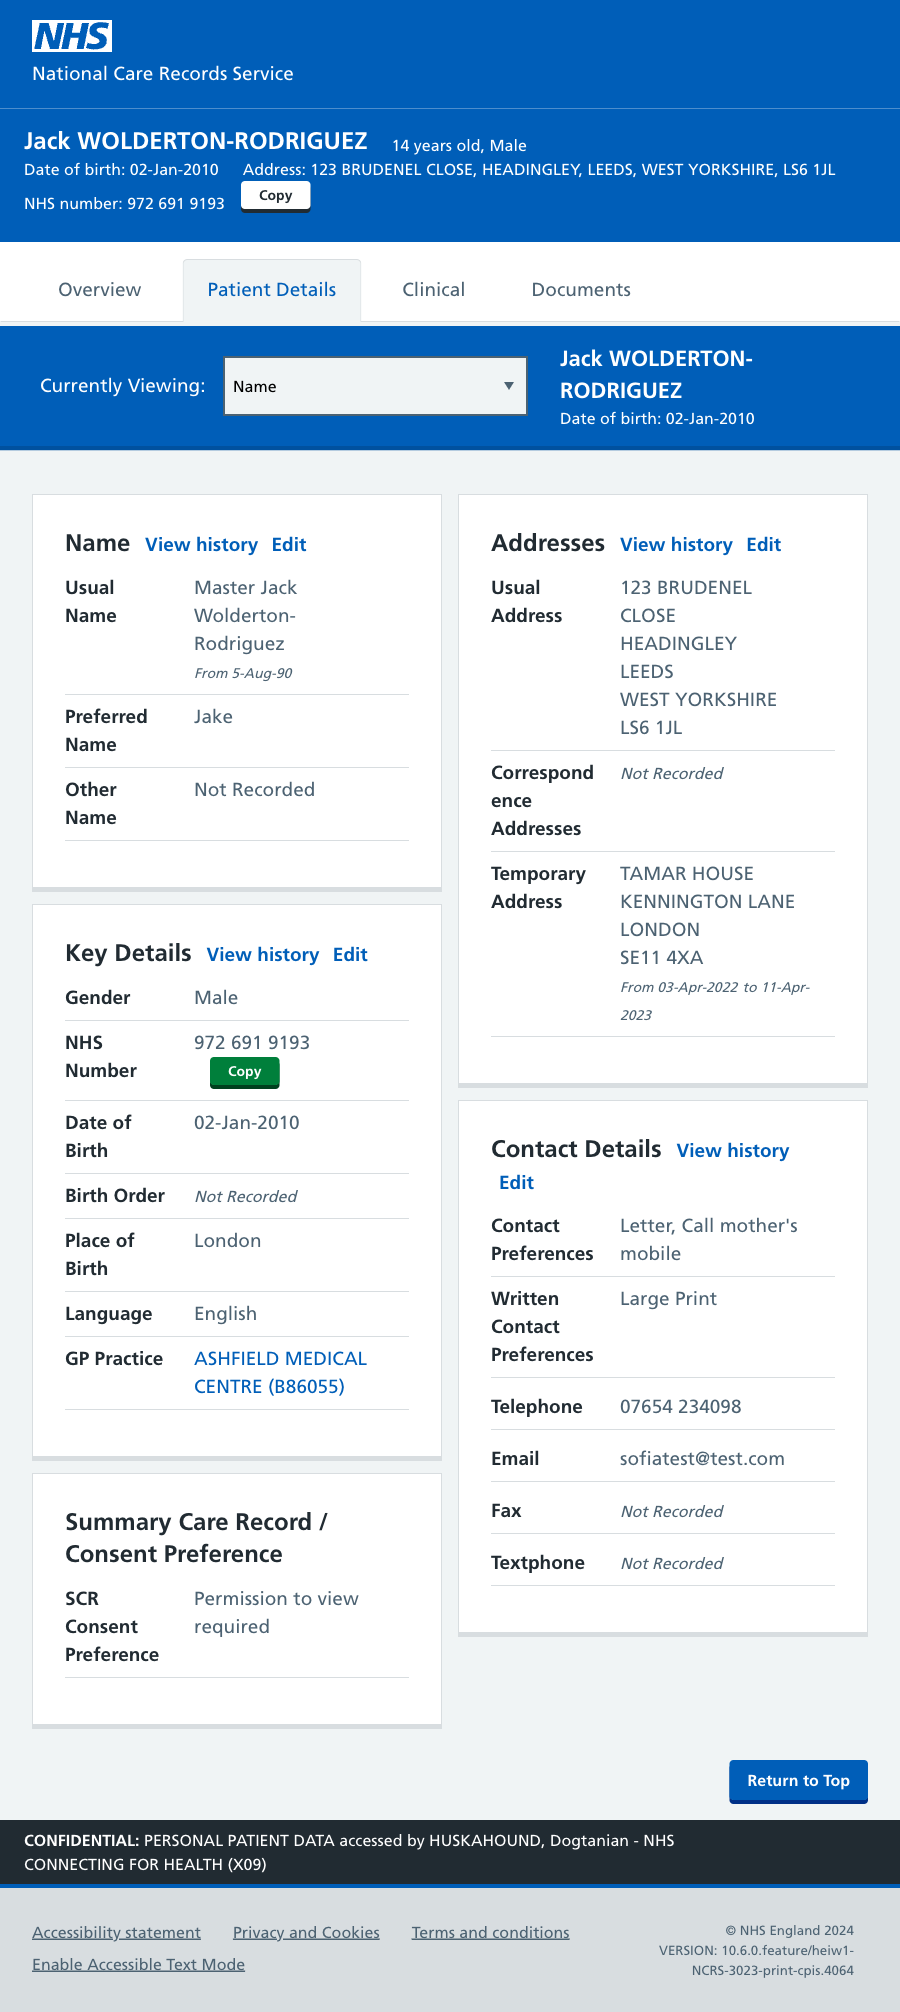 NHS
National Care Records Service
Jack WOLDERTON-RODRIGUEZ 14 years old, Male
Date of birth: 02-Jan-2010 Address: 123 BRUDENEL CLOSE, HEADINGLEY, LEEDS, WEST YORKSHIRE, LS6 1JL
NHS number: 972 691 9193 Copy
Overview Patient Details Clinical Documents
Currently Viewing: Name
Jack WOLDERTON-
RODRIGUEZ
Date of birth: 02-Jan-2010
Name View history Edit
Usual
Name
Master Jack
Wolderton-
Rodriguez
From 5-Aug-90
Preferred
Name
Jake
Other
Name
Not Recorded
Key Details View history Edit
Gender Male
NHS
Number
972 691 9193
Copy
Date of
Birth
02-Jan-2010
Birth Order Not Recorded
Place of
Birth
London
Language English
GP Practice ASHFIELD MEDICAL
CENTRE (B86055)
Summary Care Record /
Consent Preference
SCR
Consent
Preference
Permission to view
required
Addresses View history Edit
Usual
Address
123 BRUDENEL
CLOSE
HEADINGLEY
LEEDS
WEST YORKSHIRE
LS6 1JL
Correspond
ence
Addresses
Not Recorded
Temporary
Address
TAMAR HOUSE
KENNINGTON LANE
LONDON
SE11 4XA
From 03-Apr-2022 to 11-Apr-
2023
Contact Details View history
Edit
Contact
Preferences
Letter, Call mother's
mobile
Written
Contact
Preferences
Large Print
Telephone 07654 234098
Email sofiatest@test.com
Fax Not Recorded
Textphone Not Recorded
Return to Top
CONFIDENTIAL: PERSONAL PATIENT DATA accessed by HUSKAHOUND, Dogtanian - NHS
CONNECTING FOR HEALTH (X09)
Accessibility statement Privacy and Cookies Terms and conditions
Enable Accessible Text Mode
© NHS England 2024
VERSION: 10.6.0.feature/heiw1-
NCRS-3023-print-cpis.4064